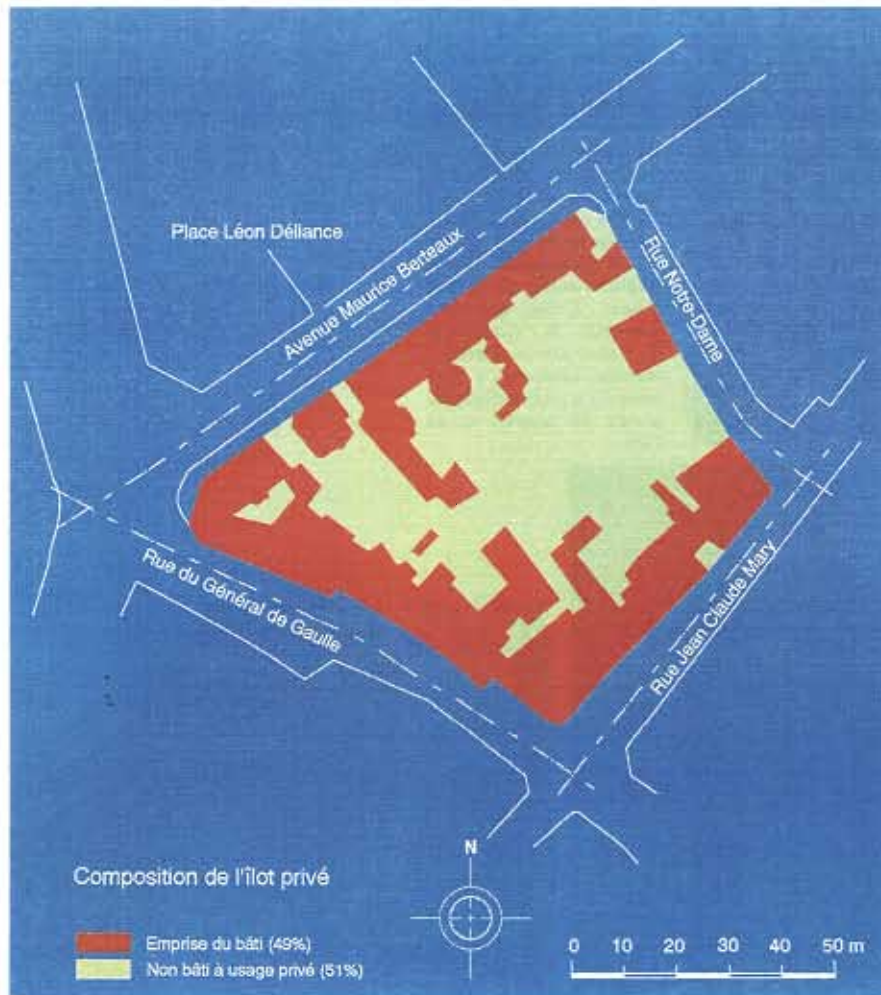 Place Léon Déliance
Avenue Maurice Berteaux
Rue Notre-Dame
Rue du Général de Gaulle
Rue Jean Claude Mary
N
Composition de l'îlot privé
Emprise du bâti (49%)
Non bâti à usage privé (51%)
0 10 20 30 40 50 m